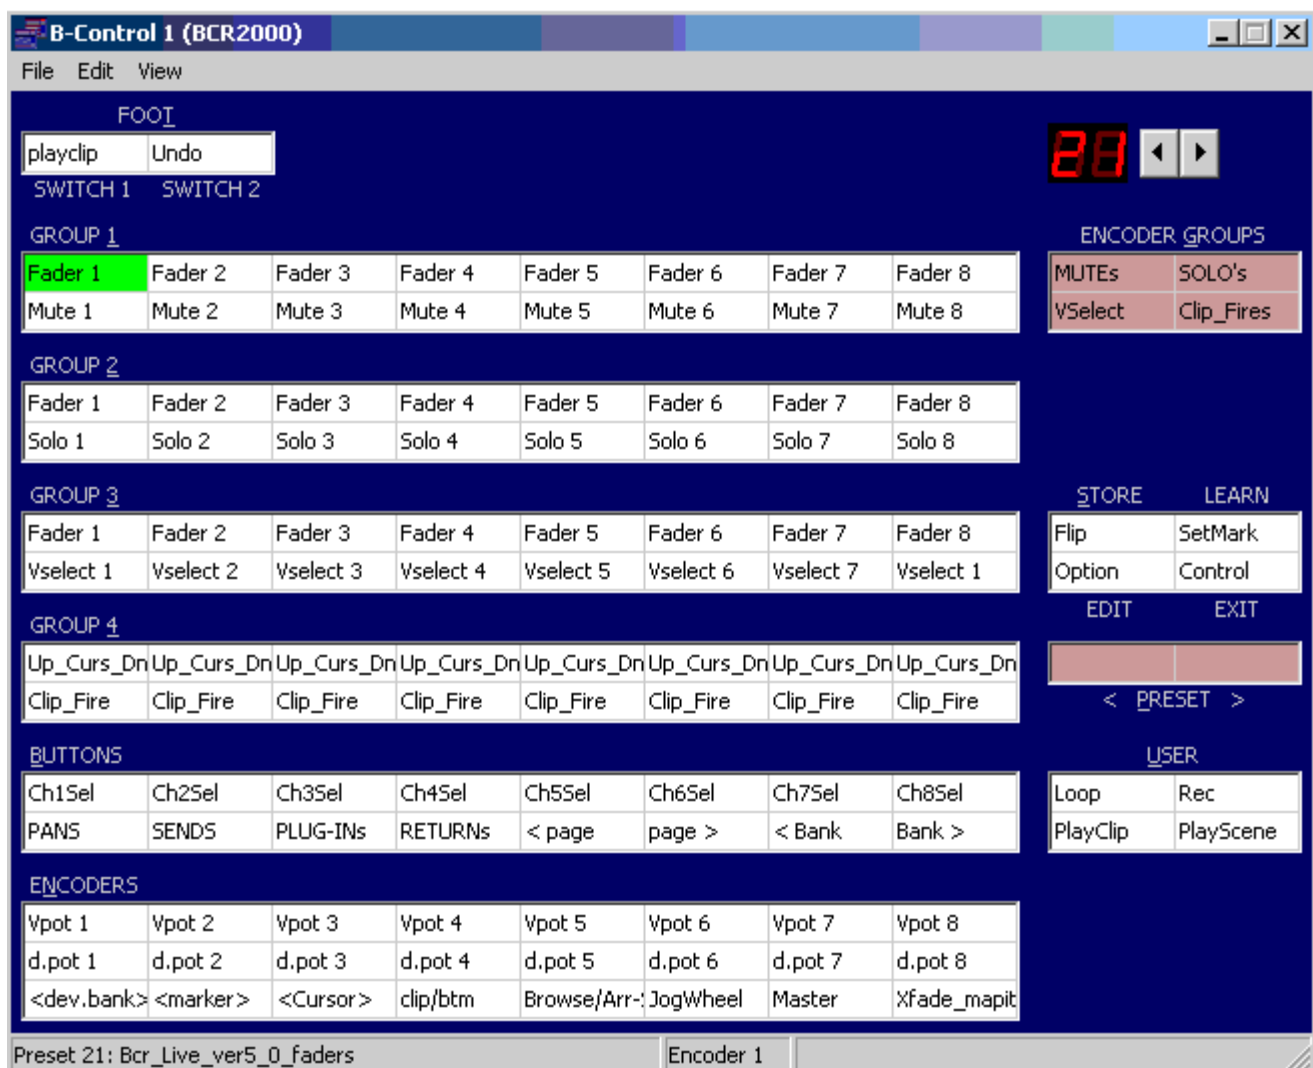 B-Control 1 (BCR2000)
File Edit View
FOOT
playclip Undo
SWITCH 1 SWITCH 2
21
GROUP 1
Fader 1 Fader 2 Fader 3 Fader 4 Fader 5 Fader 6 Fader 7 Fader 8
Mute 1 Mute 2 Mute 3 Mute 4 Mute 5 Mute 6 Mute 7 Mute 8
ENCODER GROUPS
MUTEs SOLO's
VSelect Clip_Fires
GROUP 2
Fader 1 Fader 2 Fader 3 Fader 4 Fader 5 Fader 6 Fader 7 Fader 8
Solo 1 Solo 2 Solo 3 Solo 4 Solo 5 Solo 6 Solo 7 Solo 8
GROUP 3
Fader 1 Fader 2 Fader 3 Fader 4 Fader 5 Fader 6 Fader 7 Fader 8
Vselect 1 Vselect 2 Vselect 3 Vselect 4 Vselect 5 Vselect 6 Vselect 7 Vselect 1
STORE LEARN
Flip SetMark
Option Control
EDIT EXIT
GROUP 4
Up_Curs_Dn Up_Curs_Dn Up_Curs_Dn Up_Curs_Dn Up_Curs_Dn Up_Curs_Dn Up_Curs_Dn Up_Curs_Dn
Clip_Fire Clip_Fire Clip_Fire Clip_Fire Clip_Fire Clip_Fire Clip_Fire Clip_Fire
< PRESET >
BUTTONS
Ch1Sel Ch2Sel Ch3Sel Ch4Sel Ch5Sel Ch6Sel Ch7Sel Ch8Sel
PANS SENDS PLUG-INs RETURNs < page page > < Bank Bank >
USER
Loop Rec
PlayClip PlayScene
ENCODERS
Vpot 1 Vpot 2 Vpot 3 Vpot 4 Vpot 5 Vpot 6 Vpot 7 Vpot 8
d.pot 1 d.pot 2 d.pot 3 d.pot 4 d.pot 5 d.pot 6 d.pot 7 d.pot 8
<dev.bank> <marker> <Cursor> clip/btm Browse/Arr- JogWheel Master Xfade_mapit
Preset 21: Bcr_Live_ver5_0_faders Encoder 1